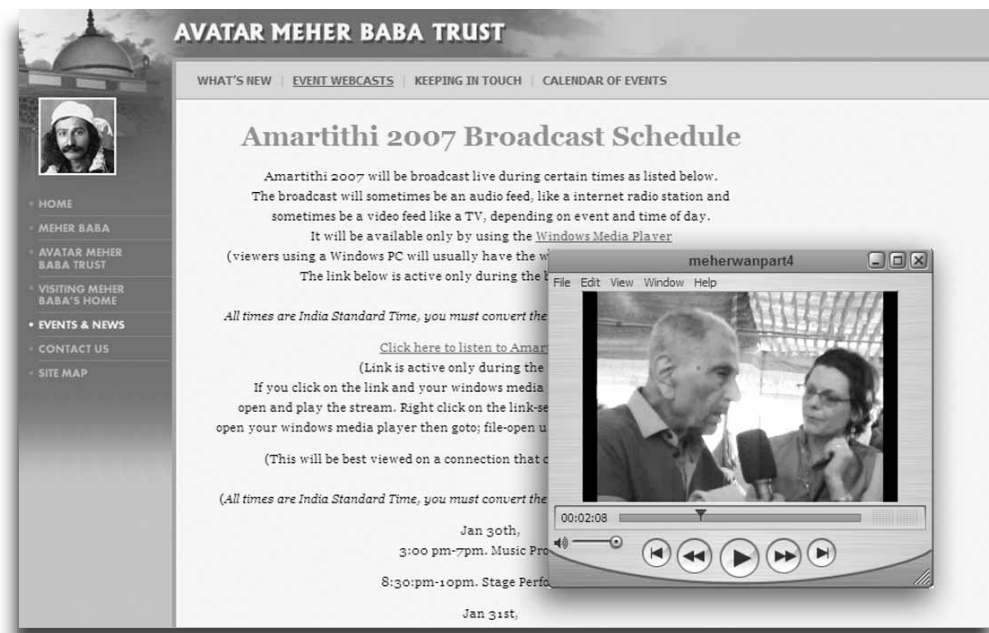 AVATAR MEHER BABA TRUST
WHAT'S NEW | EVENT WEBCASTS | KEEPING IN TOUCH | CALENDAR OF EVENTS
HOME
MEHER BABA
AVATAR MEHER
BABA TRUST
VISITING MEHER
BABA'S HOME
EVENTS & NEWS
CONTACT US
SITE MAP
Amartithi 2007 Broadcast Schedule
Amartithi 2007 will be broadcast live during certain times as listed below.
The broadcast will sometimes be an audio feed, like a internet radio station and
sometimes be a video feed like a TV, depending on event and time of day.
It will be available only by using the Windows Media Player
(viewers using a Windows PC will usually have the
The link below is active only during the
All times are India Standard Time, you must convert the
Click here to listen to
(Link is active only during the
If you click on the link and your windows media
open and play the stream. Right click on the link-se
open your windows media player then goto; file-open u
(This will be best viewed on a connection that
(All times are India Standard Time, you must convert the
Jan 30th,
3:00 pm-7pm. Music Pro
8:30:pm-10pm. Stage Perfo
Jan 31st,
meherwanpart4
File Edit View Window Help
00:02:08